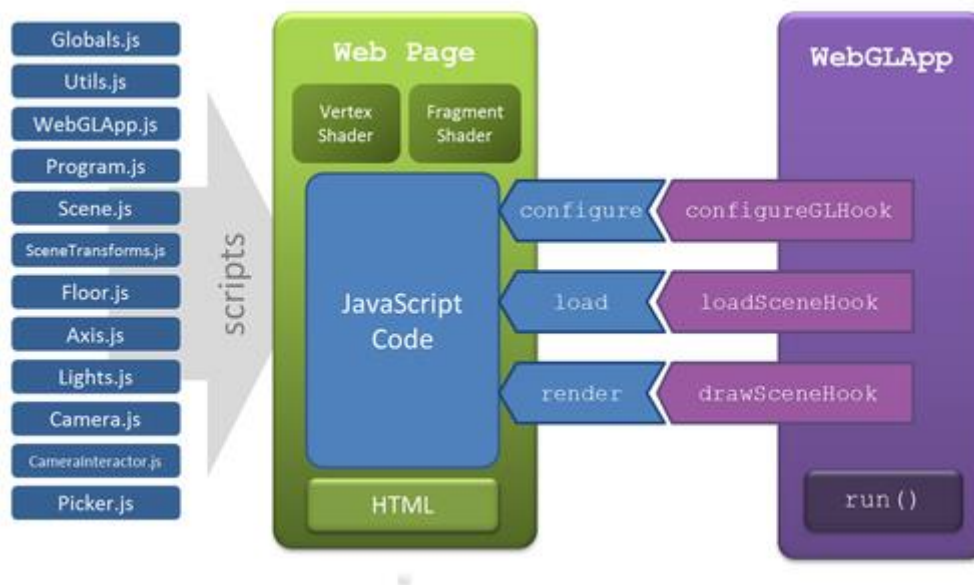 Globals.js
Utils.js
WebGLApp.js
Program.js
Scene.js
SceneTransforms.js
Floor.js
Axis.js
Lights.js
Camera.js
CameraInteractor.js
Picker.js
scripts
Web Page
Vertex
Shader
Fragment
Shader
JavaScript
Code
HTML
configure
load
render
WebGLApp
configureGLHook
loadSceneHook
drawSceneHook
run()